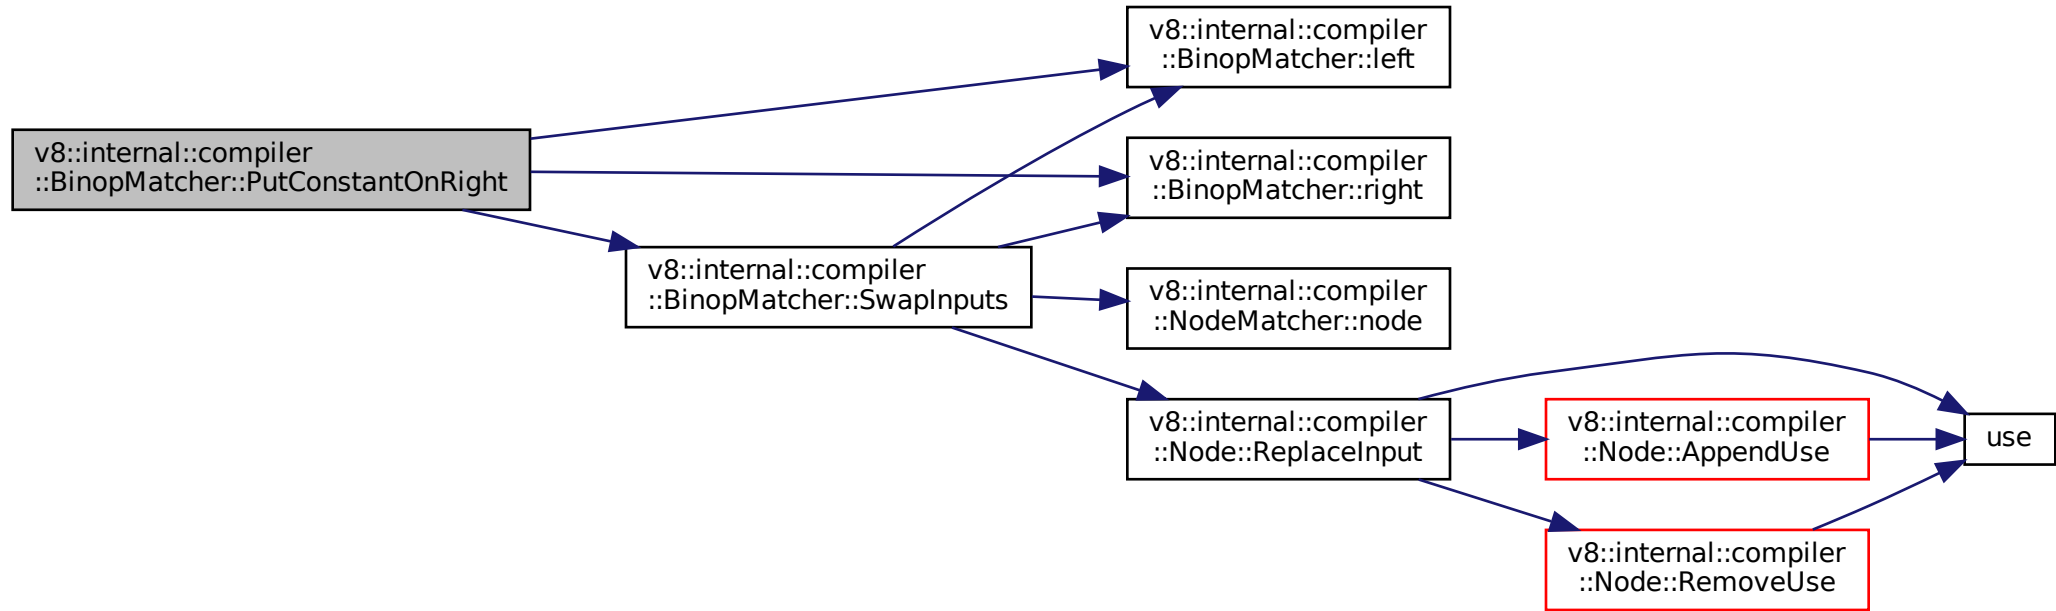 v8::internal::compiler
::BinopMatcher::PutConstantOnRight
v8::internal::compiler
::BinopMatcher::SwapInputs
v8::internal::compiler
::BinopMatcher::left
v8::internal::compiler
::BinopMatcher::right
v8::internal::compiler
::NodeMatcher::node
v8::internal::compiler
::Node::ReplaceInput
v8::internal::compiler
::Node::AppendUse
v8::internal::compiler
::Node::RemoveUse
use